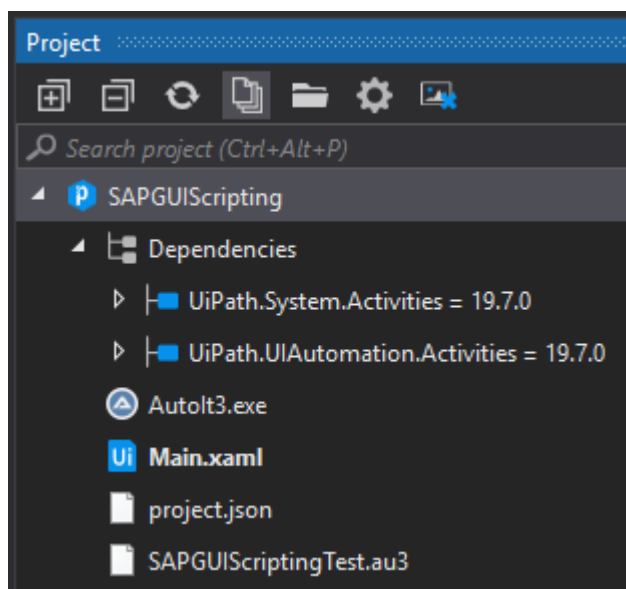 Project
Search project (Ctrl+Alt+P)
SAPGUIScripting
Dependencies
UiPath.System.Activities = 19.7.0
UiPath.UIAutomation.Activities = 19.7.0
AutoIt3.exe
Ui Main.xaml
project.json
SAPGUIScriptingTest.au3